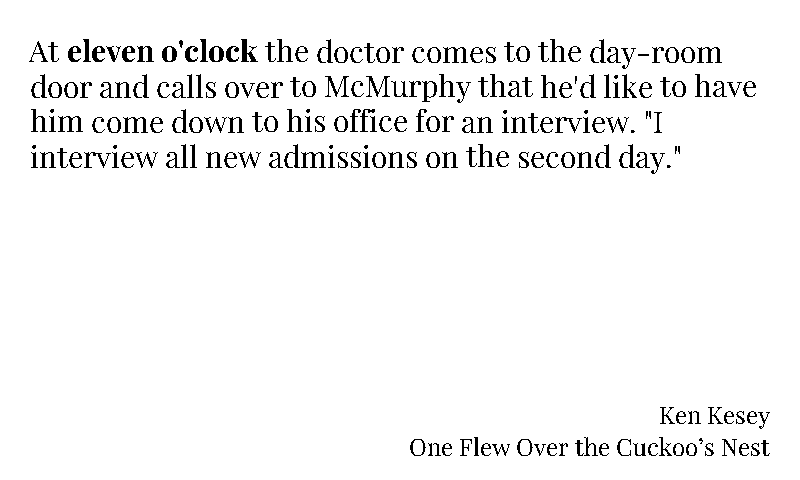 At eleven o'clock the doctor comes to the day-room
door and calls over to McMurphy that he'd like to have
him come down to his office for an interview. "I
interview all new admissions on the second day."
Ken Kesey
One Flew Over the Cuckoo’s Nest